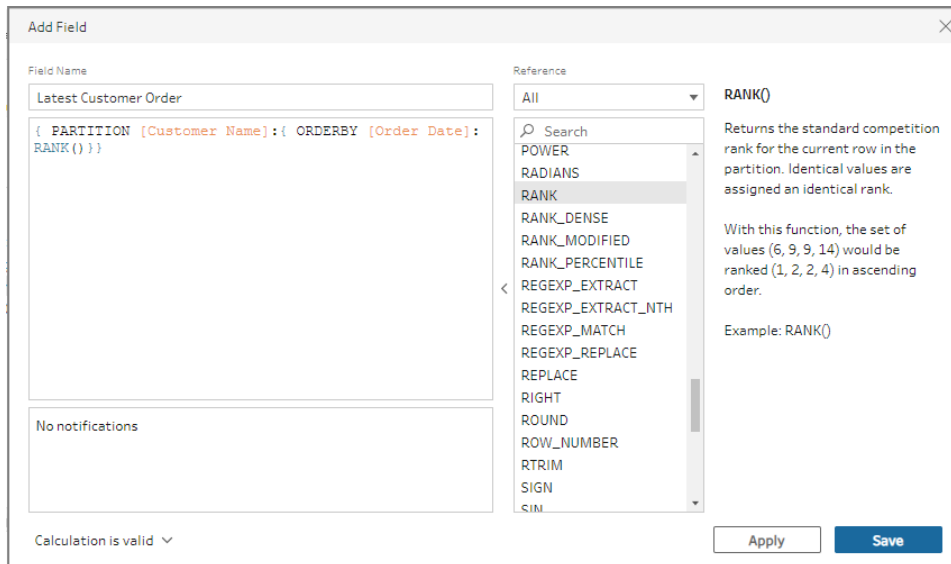 Add Field
Field Name
Latest Customer Order
{ PARTITION [Customer Name]:{ ORDERBY [Order Date]:
RANK()}}
No notifications
Calculation is valid
Reference
All
Search
POWER
RADIANS
RANK
RANK_DENSE
RANK_MODIFIED
RANK_PERCENTILE
REGEXP_EXTRACT
REGEXP_EXTRACT_NTH
REGEXP_MATCH
REGEXP_REPLACE
REPLACE
RIGHT
ROUND
ROW_NUMBER
RTRIM
SIGN
SIN
RANK()
Returns the standard competition
rank for the current row in the
partition. Identical values are
assigned an identical rank.
With this function, the set of
values (6, 9, 9, 14) would be
ranked (1, 2, 2, 4) in ascending
order.
Example: RANK()
Apply
Save